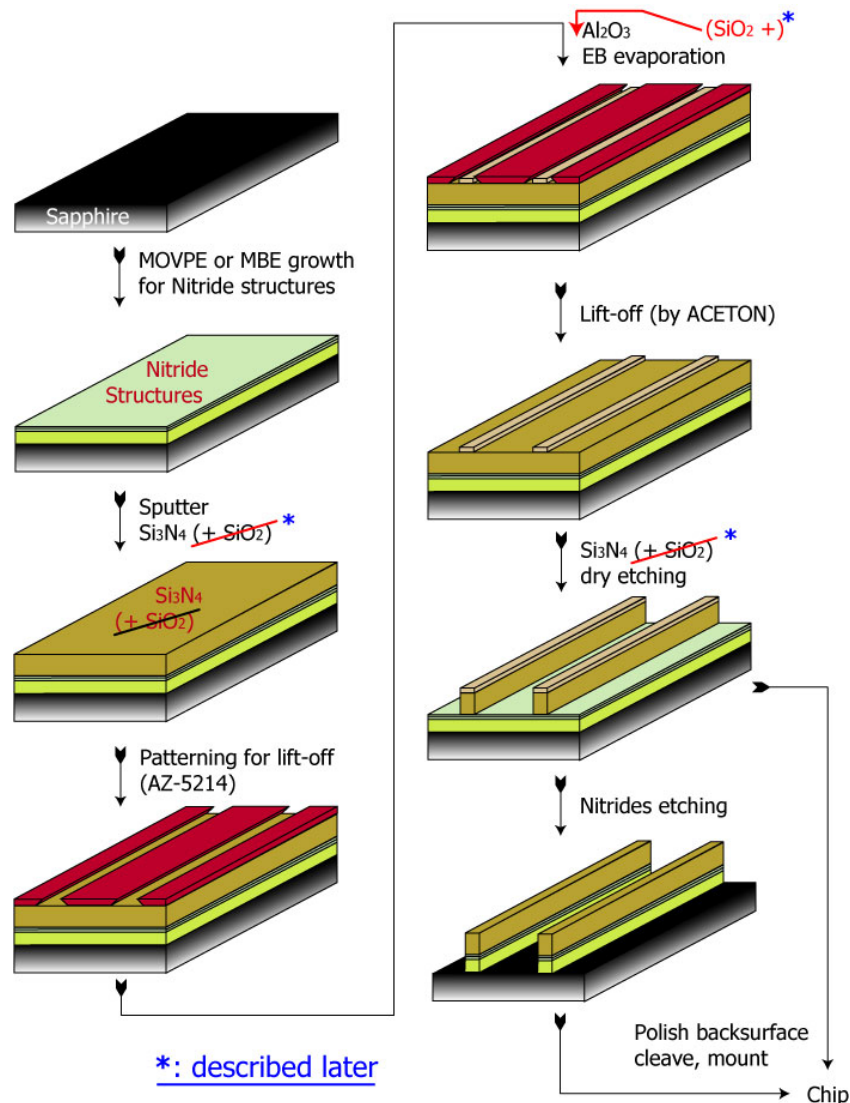 Sapphire
MOVPE or MBE growth
for Nitride structures
Nitride
Structures
Sputter
Si₃N₄ (+ SiO₂) *
Si₃N₄
(+ SiO₂)
Patterning for lift-off
(AZ-5214)
*: described later
Al₂O₃ (SiO₂ +)*
EB evaporation
Lift-off (by ACETON)
Si₃N₄ (+ SiO₂) *
dry etching
Nitrides etching
Polish backsurface
cleave, mount
Chip